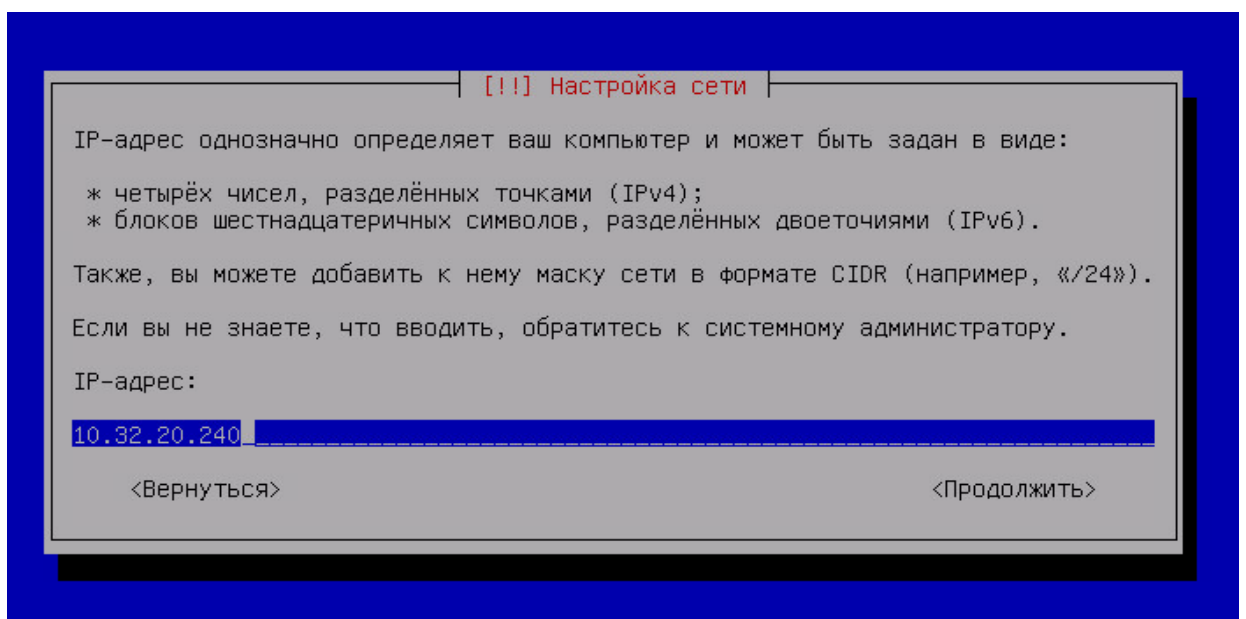 [!!] Настройка сети
IP-адрес однозначно определяет ваш компьютер и может быть задан в виде:
* четырёх чисел, разделённых точками (IPv4);
* блоков шестнадцатеричных символов, разделённых двоеточиями (IPv6).
Также, вы можете добавить к нему маску сети в формате CIDR (например, «/24»).
Если вы не знаете, что вводить, обратитесь к системному администратору.
IP-адрес:
10.32.20.240
<Вернуться> <Продолжить>